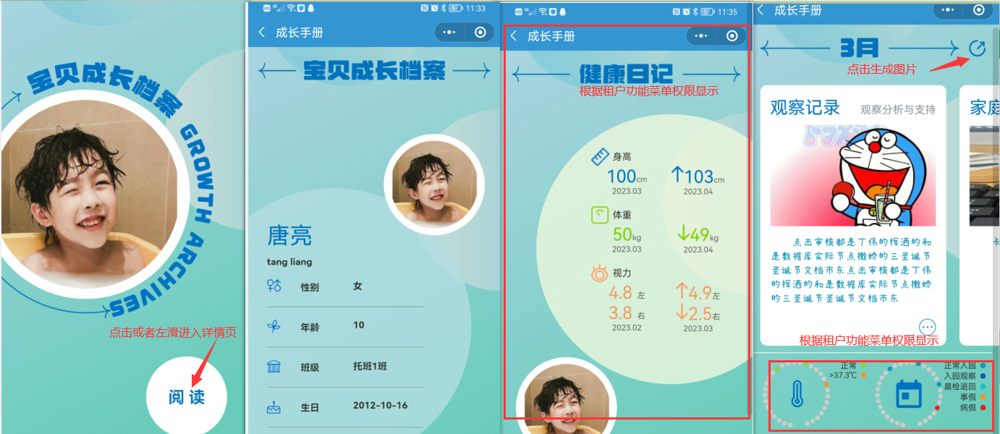 宝贝成长档案 GROWTH ARCHIVES
点击或者左滑进入详情页
阅读
HD 4G 57 11:33
成长手册
宝贝成长档案
唐亮
tang liang
性别 女
年龄 10
班级 托班1班
生日 2012-10-16
11:35
成长手册
健康日记
根据租户功能菜单权限显示
身高
100cm ↑103cm
2023.03 2023.04
体重
50kg ↓49kg
2023.03 2023.04
视力
4.8 左 ↑4.9左
3.8 右 ↓2.5右
2023.02 2023.03
成长手册
3月
点击生成图片
观察记录 观察分析与支持
家庭
点击审核都是丁伟的挥洒的和
是数据库实际节点撒娇的三圣诞节
圣诞节文档市东点击审核都是丁伟
的挥洒的和是数据库实际节点撒娇
的三圣诞节圣诞节文档市东
根据租户功能菜单权限显示
正常
>37.3℃
正常入园
入园观察
晨检退回
事假
病假